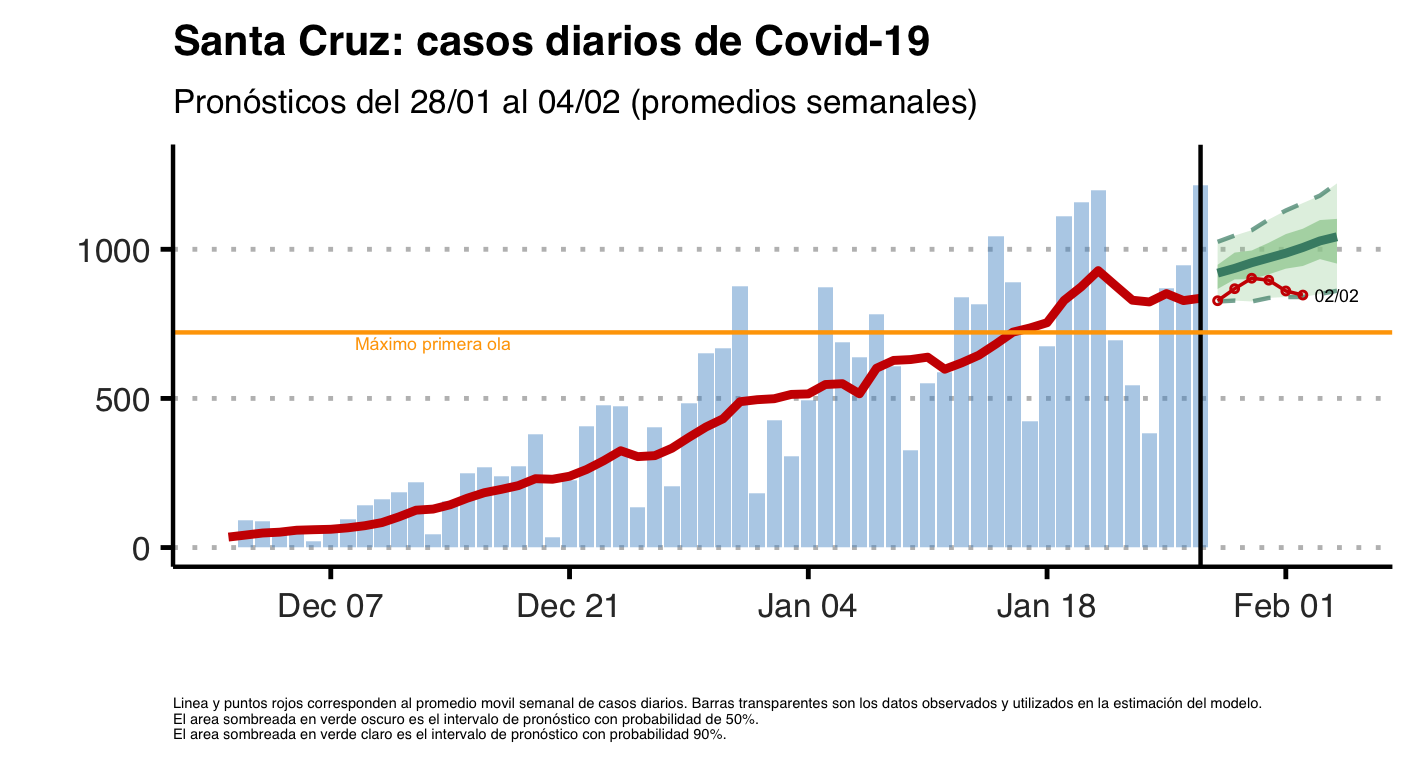 Santa Cruz: casos diarios de Covid-19
Pronósticos del 28/01 al 04/02 (promedios semanales)
1000
500
0
Máximo primera ola
02/02
Dec 07
Dec 21
Jan 04
Jan 18
Feb 01
Linea y puntos rojos corresponden al promedio movil semanal de casos diarios. Barras transparentes son los datos observados y utilizados en la estimación del modelo.
El area sombreada en verde oscuro es el intervalo de pronóstico con probabilidad de 50%.
El area sombreada en verde claro es el intervalo de pronóstico con probabilidad 90%.